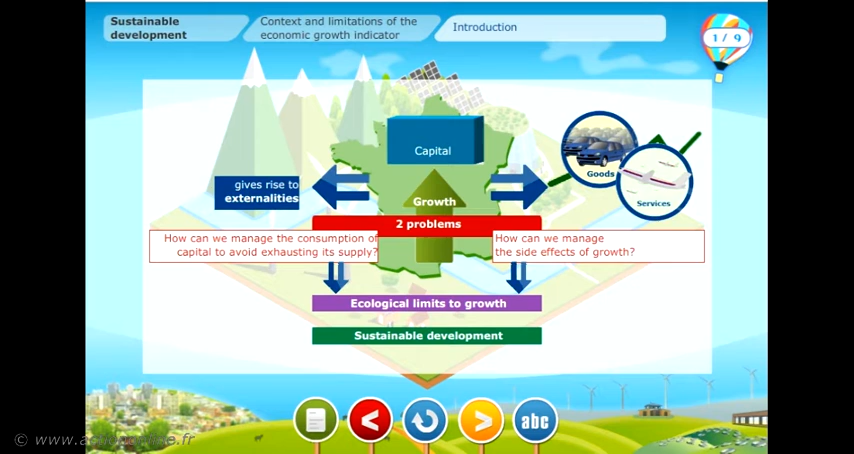 Sustainable
development
Context and limitations of the
economic growth indicator
Introduction
1 / 9
Capital
Goods
Services
gives rise to
externalities
Growth
2 problems
How can we manage the consumption of
capital to avoid exhausting its supply?
How can we manage
the side effects of growth?
Ecological limits to growth
Sustainable development
abc